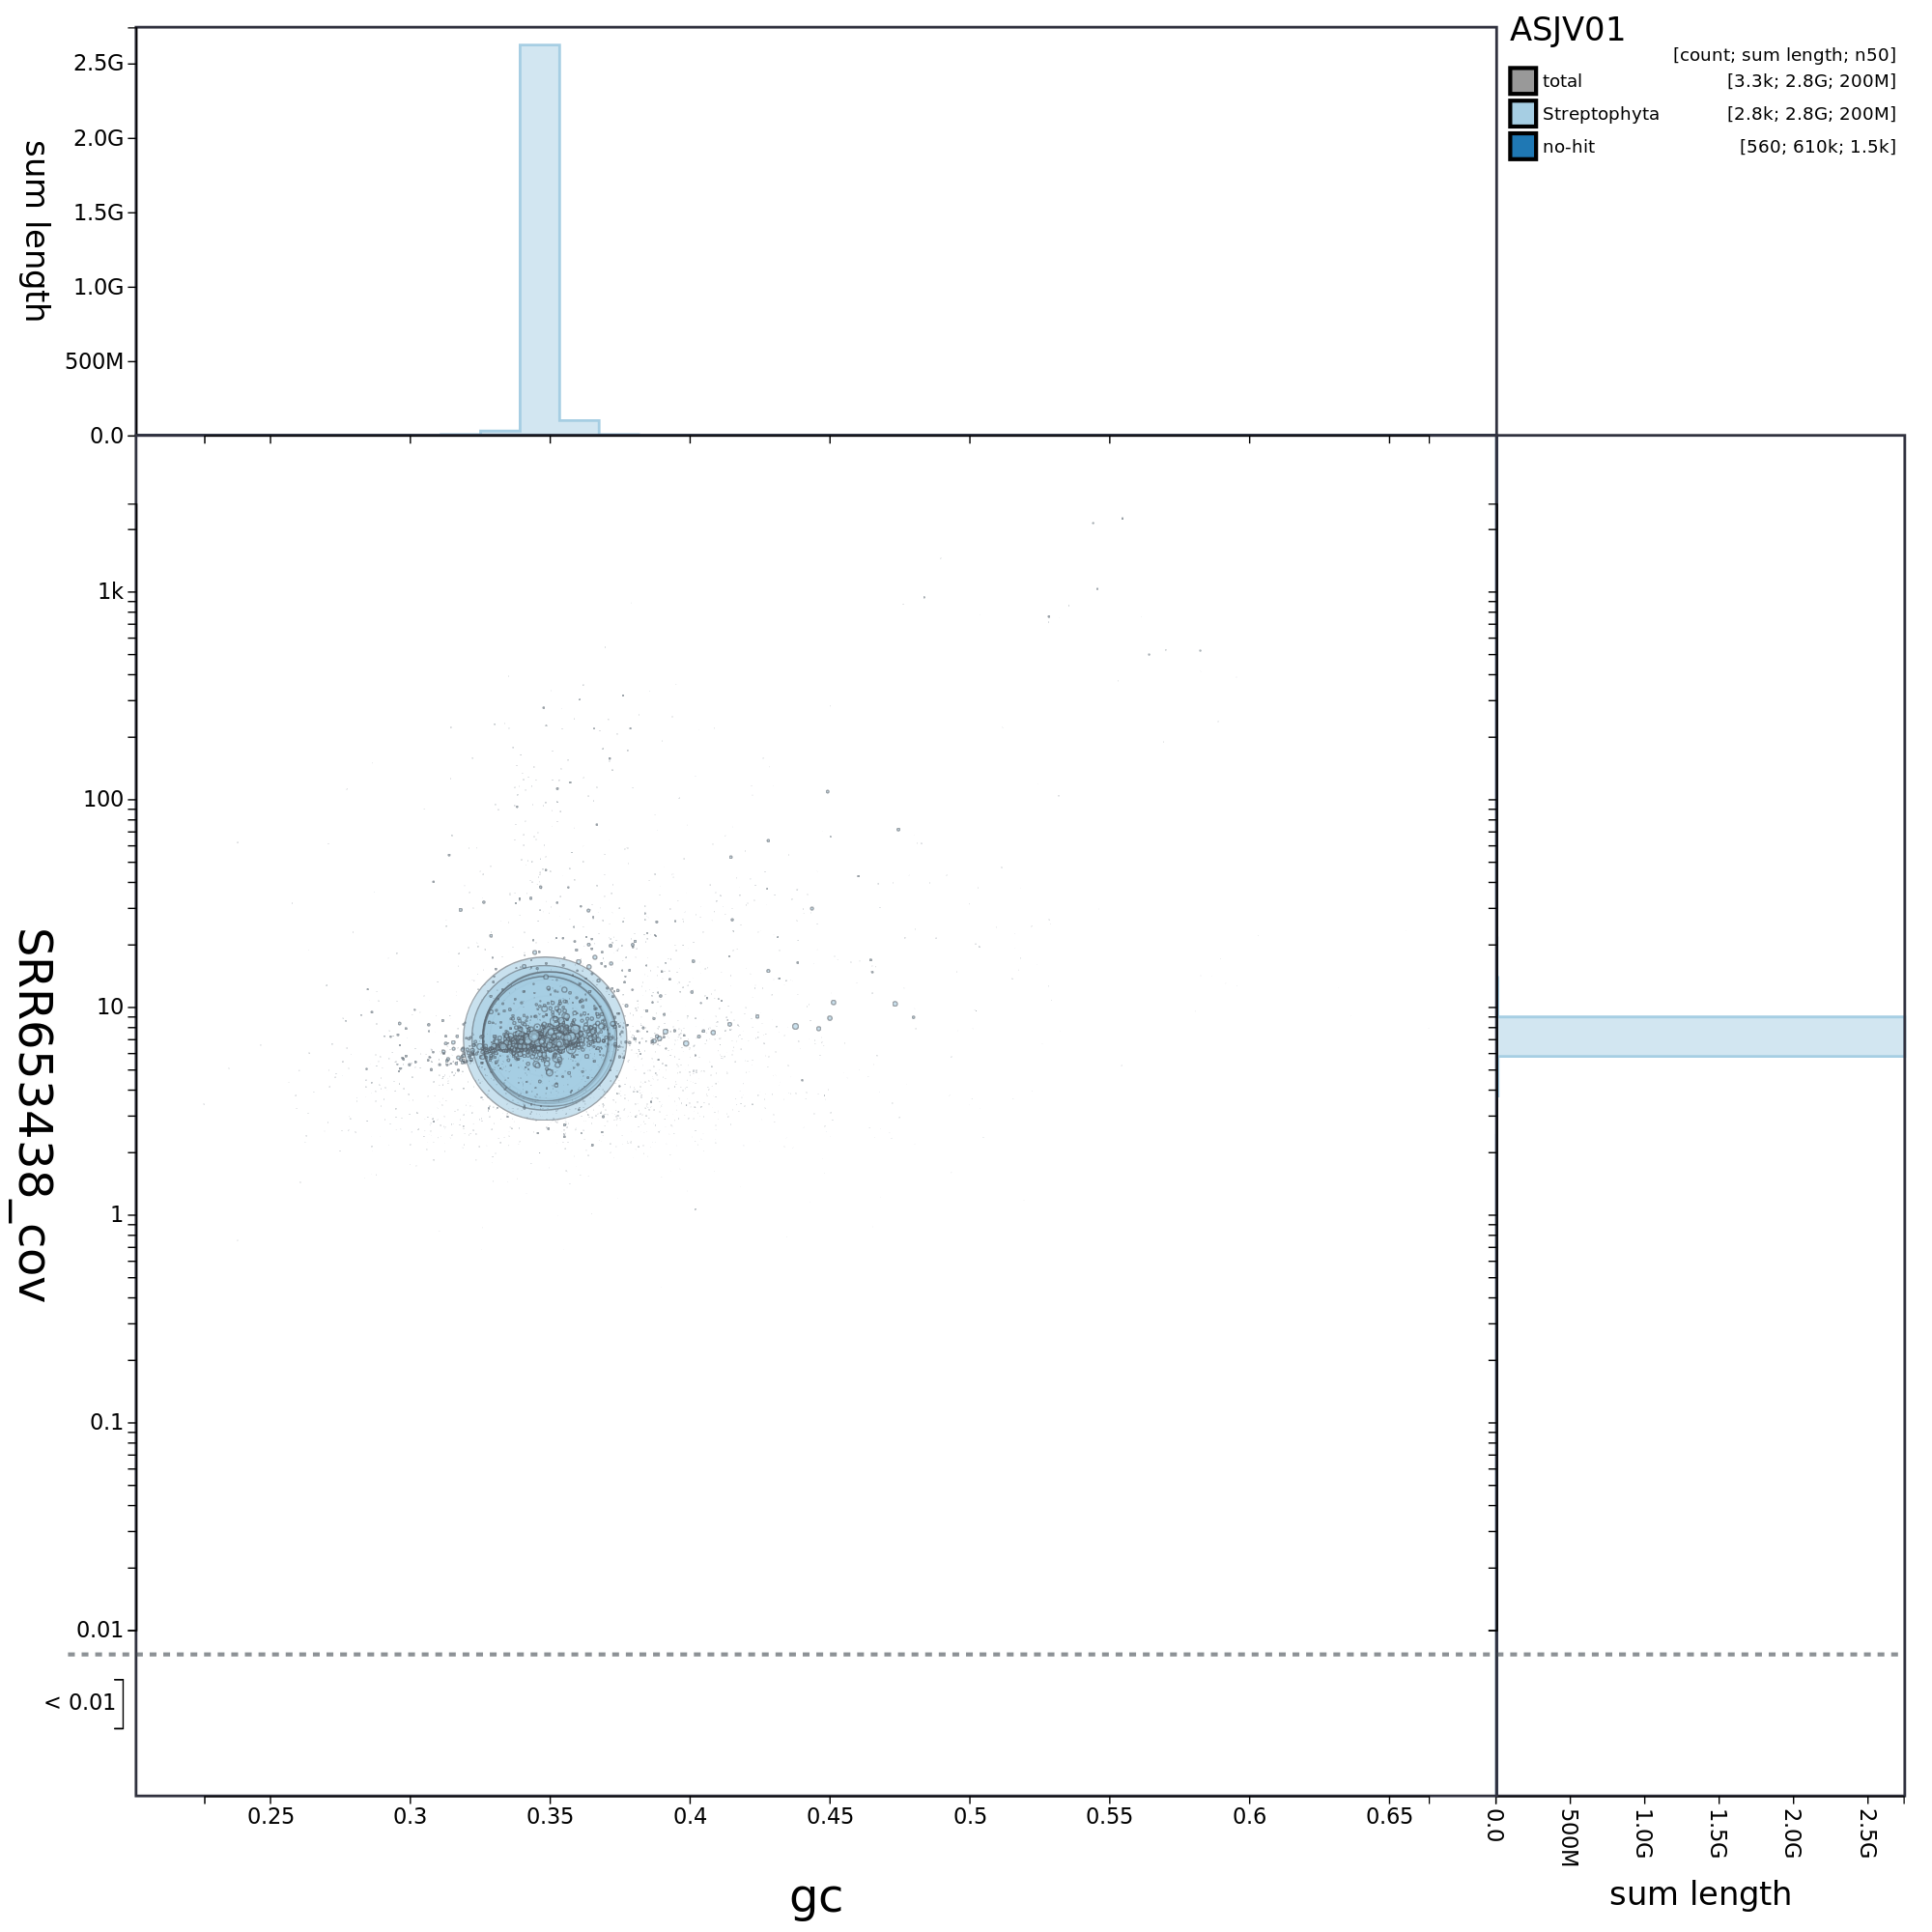 ASJV01
[count; sum length; n50]
total [3.3k; 2.8G; 200M]
Streptophyta [2.8k; 2.8G; 200M]
no-hit [560; 610k; 1.5k]
sum length
2.5G
2.0G
1.5G
1.0G
500M
0.0
SRR653438_cov
1k
100
10
1
0.1
0.01
< 0.01
0.25 0.3 0.35 0.4 0.45 0.5 0.55 0.6 0.65
gc
0.0 500M 1.0G 1.5G 2.0G 2.5G
sum length